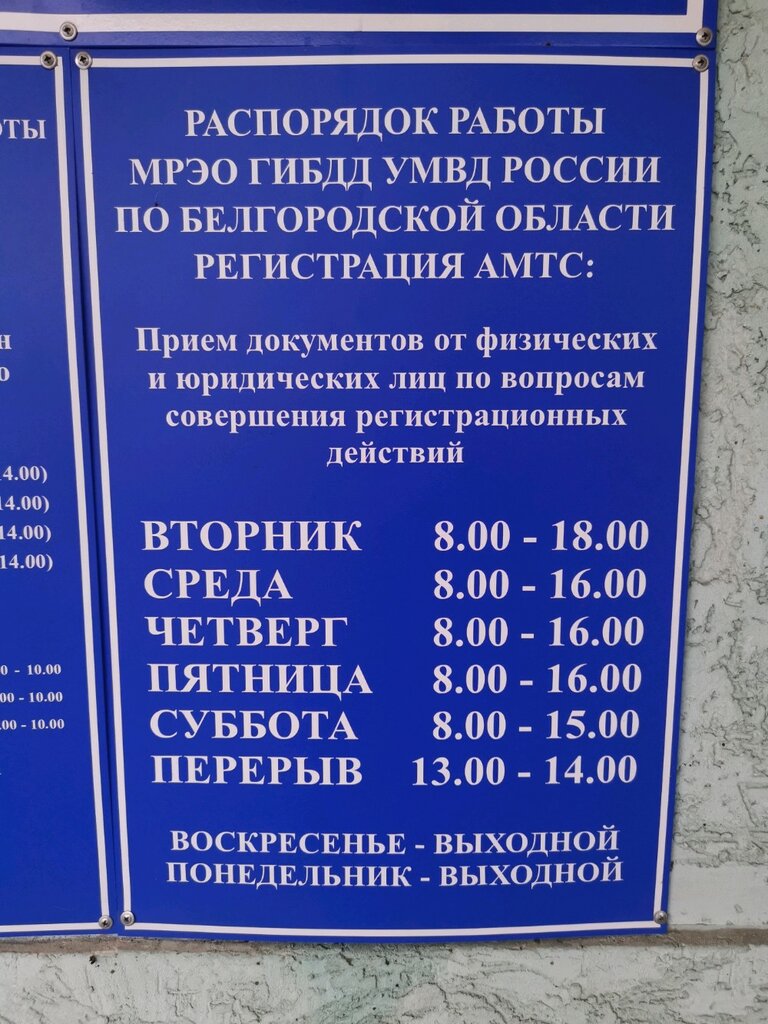 РАСПОРЯДОК РАБОТЫ
МРЭО ГИБДД УМВД РОССИИ
ПО БЕЛГОРОДСКОЙ ОБЛАСТИ
РЕГИСТРАЦИЯ АМТС:
Прием документов от физических
и юридических лиц по вопросам
совершения регистрационных
действий
ВТОРНИК 8.00 - 18.00
СРЕДА 8.00 - 16.00
ЧЕТВЕРГ 8.00 - 16.00
ПЯТНИЦА 8.00 - 16.00
СУББОТА 8.00 - 15.00
ПЕРЕРЫВ 13.00 - 14.00
ВОСКРЕСЕНЬЕ - ВЫХОДНОЙ
ПОНЕДЕЛЬНИК - ВЫХОДНОЙ